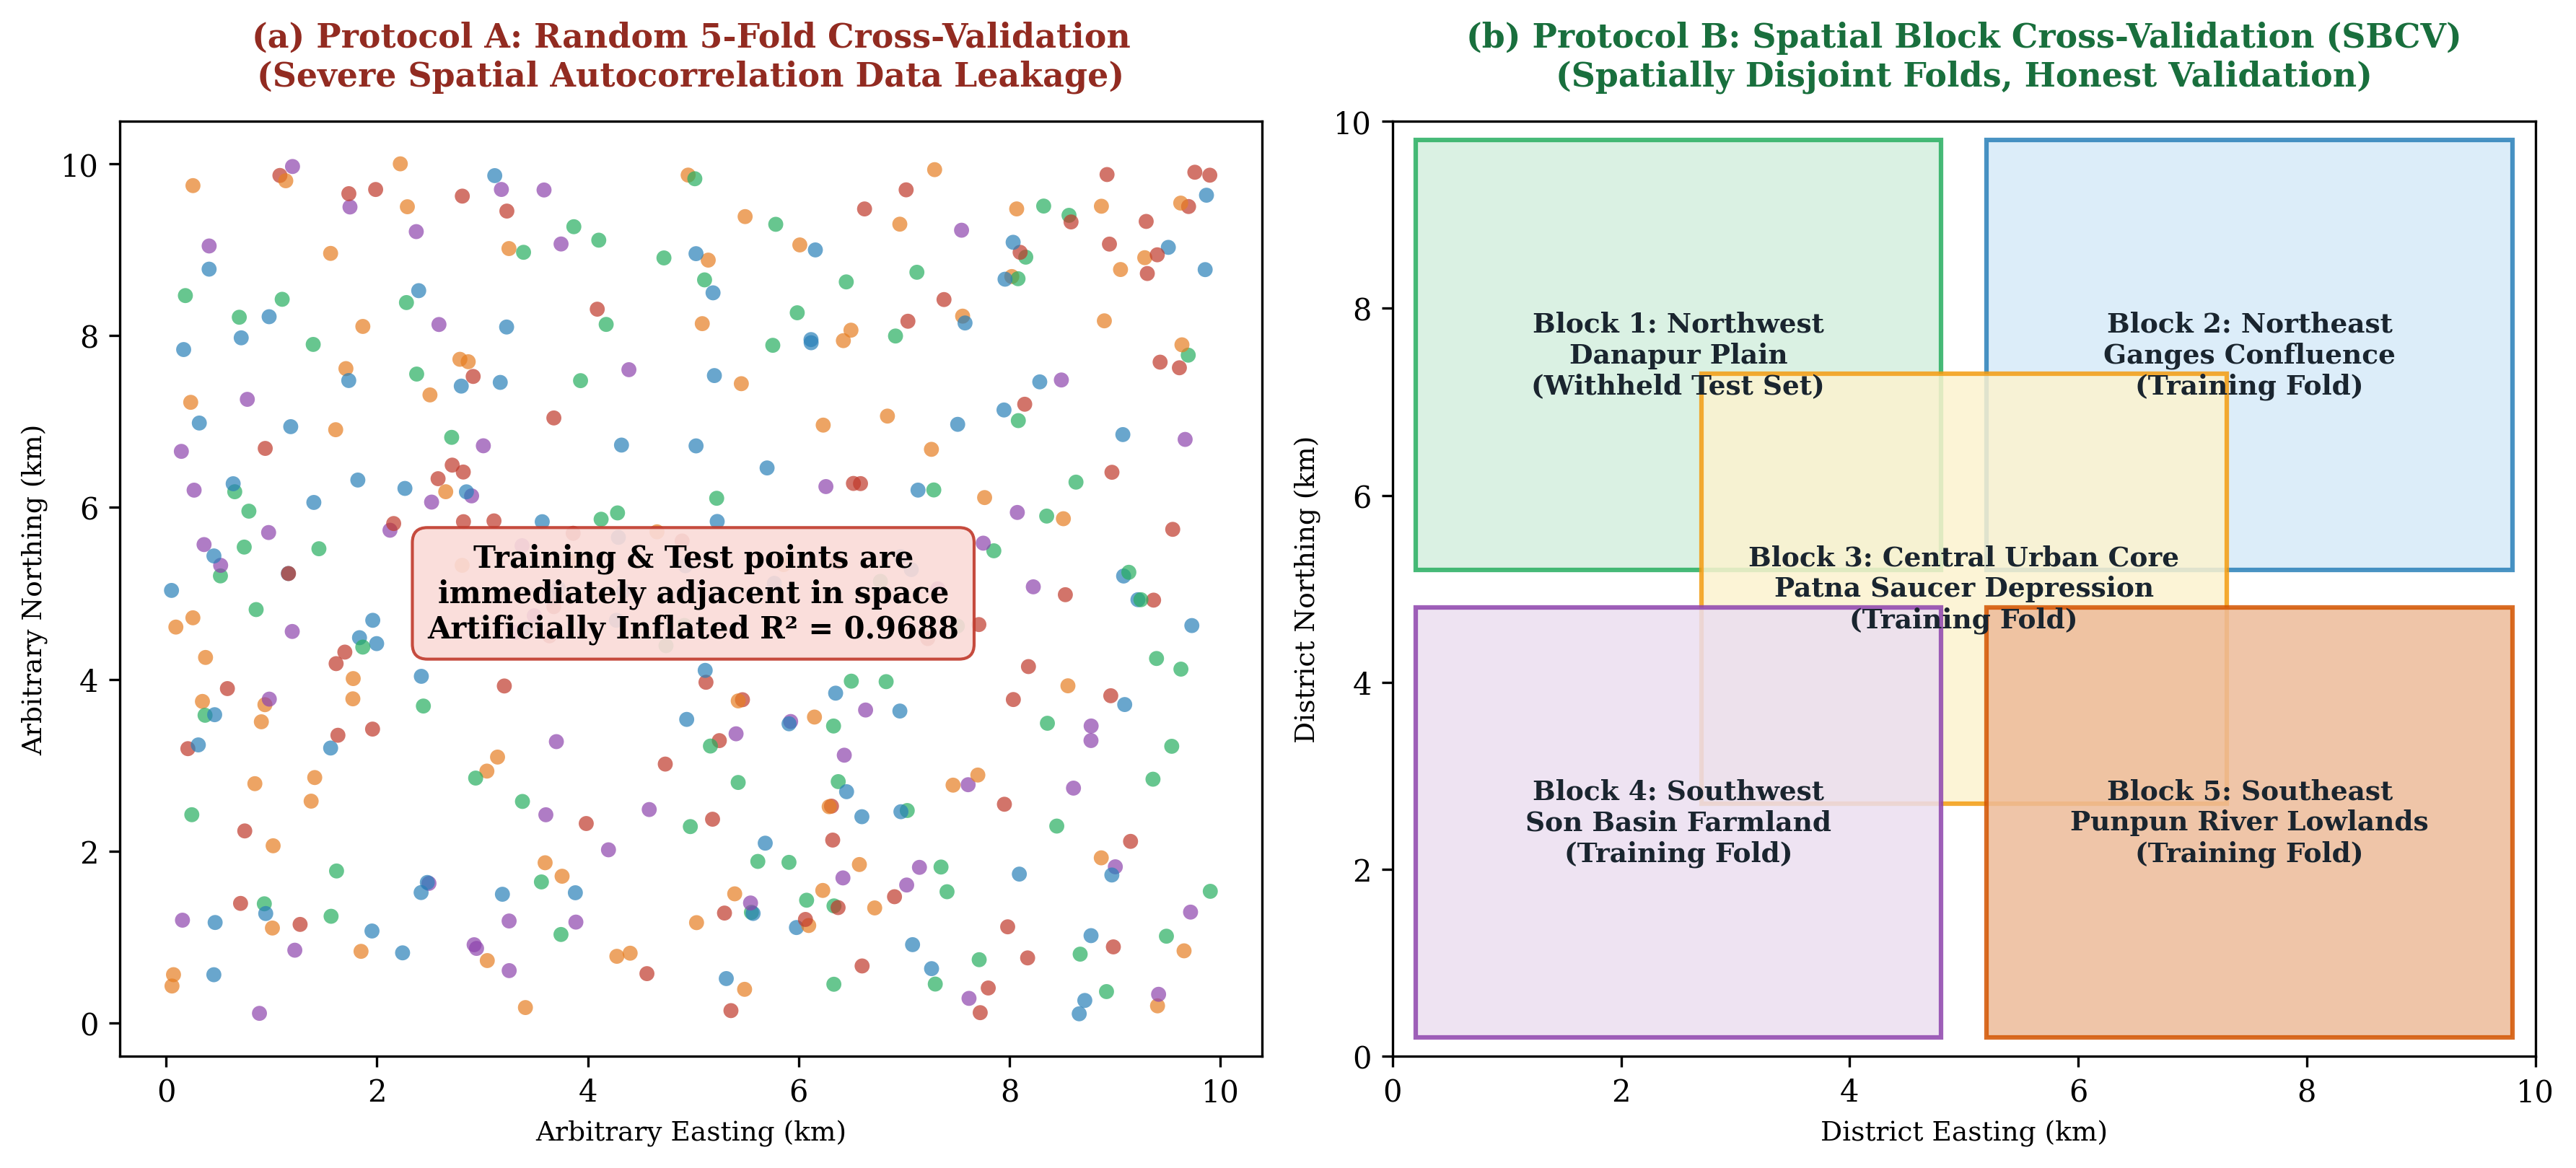 (a) Protocol A: Random 5-Fold Cross-Validation
(Severe Spatial Autocorrelation Data Leakage)
10
8
6
4
2
0
Arbitrary Northing (km)
Training & Test points are
immediately adjacent in space
Artificially Inflated R² = 0.9688
0 2 4 6 8 10
Arbitrary Easting (km)
(b) Protocol B: Spatial Block Cross-Validation (SBCV)
(Spatially Disjoint Folds, Honest Validation)
10
8
6
4
2
0
District Northing (km)
Block 1: Northwest
Danapur Plain
(Withheld Test Set)
Block 2: Northeast
Ganges Confluence
(Training Fold)
Block 3: Central Urban Core
Patna Saucer Depression
(Training Fold)
Block 4: Southwest
Son Basin Farmland
(Training Fold)
Block 5: Southeast
Punpun River Lowlands
(Training Fold)
0 2 4 6 8 10
District Easting (km)